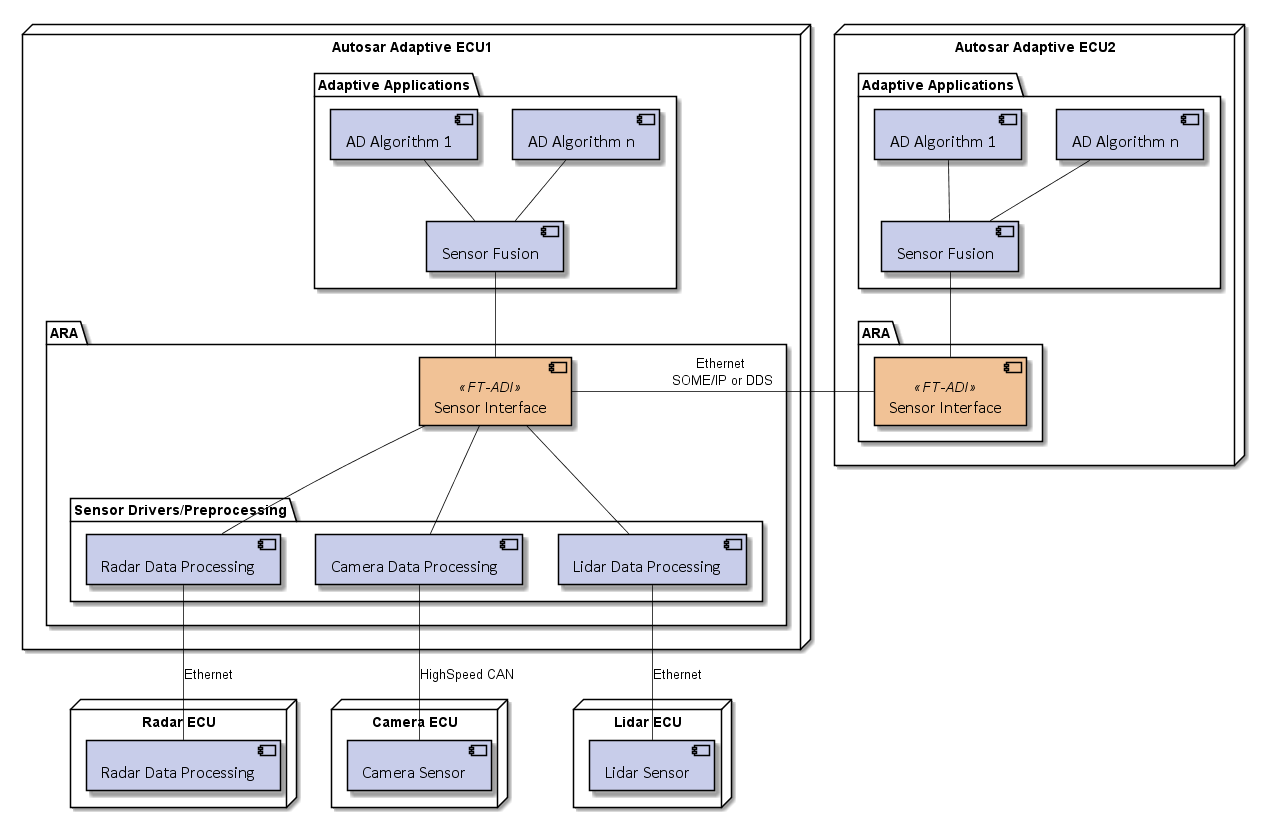 Autosar Adaptive ECU1
Adaptive Applications
AD Algorithm 1
AD Algorithm n
Sensor Fusion
ARA
«FT-ADI»
Sensor Interface
Sensor Drivers/Preprocessing
Radar Data Processing
Camera Data Processing
Lidar Data Processing
Autosar Adaptive ECU2
Adaptive Applications
AD Algorithm 1
AD Algorithm n
Sensor Fusion
ARA
«FT-ADI»
Sensor Interface
Ethernet
SOME/IP or DDS
Ethernet
HighSpeed CAN
Ethernet
Radar ECU
Radar Data Processing
Camera ECU
Camera Sensor
Lidar ECU
Lidar Sensor